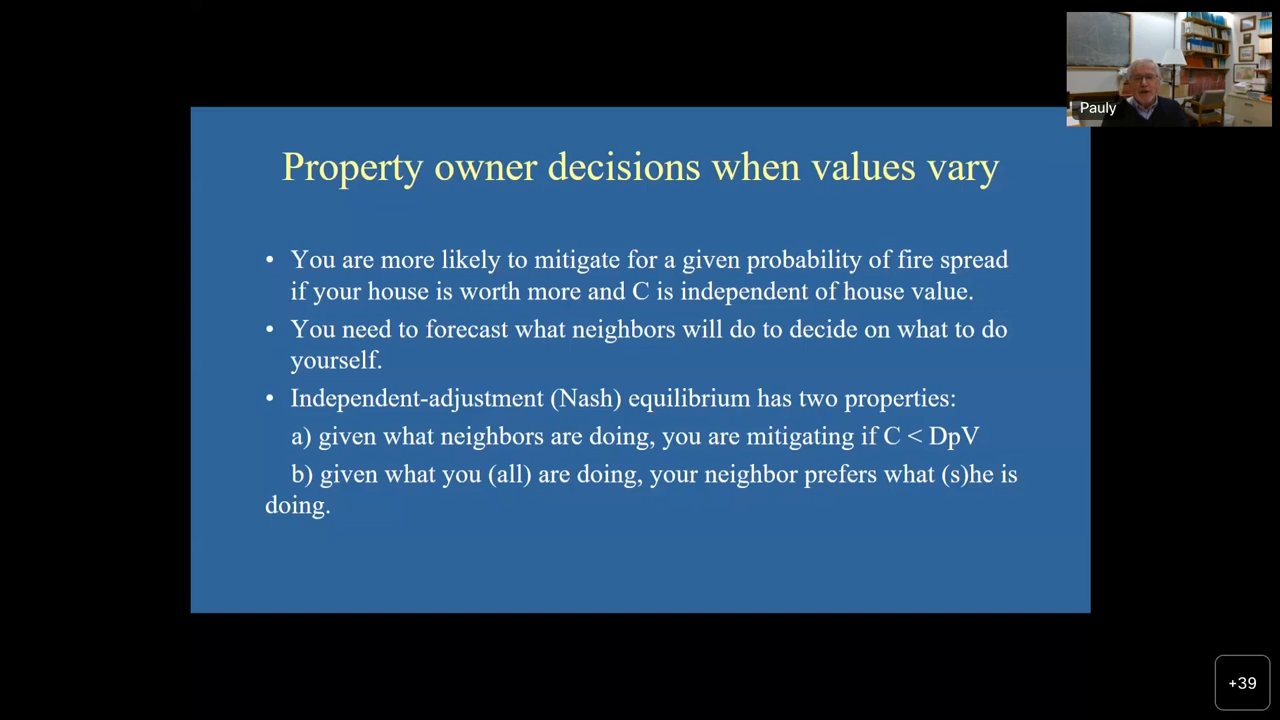 Pauly
Property owner decisions when values vary
• You are more likely to mitigate for a given probability of fire spread
if your house is worth more and C is independent of house value.
• You need to forecast what neighbors will do to decide on what to do
yourself.
• Independent-adjustment (Nash) equilibrium has two properties:
a) given what neighbors are doing, you are mitigating if C < DpV
b) given what you (all) are doing, your neighbor prefers what (s)he is
doing.
+39